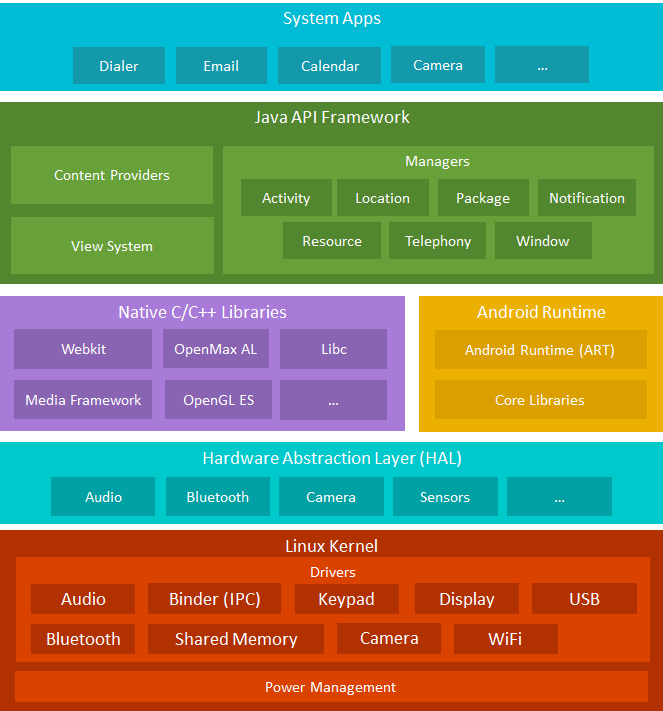 System Apps
Dialer
Email
Calendar
Camera
...
Java API Framework
Content Providers
View System
Managers
Activity
Location
Package
Notification
Resource
Telephony
Window
Native C/C++ Libraries
Webkit
OpenMax AL
Libc
Media Framework
OpenGL ES
...
Android Runtime
Android Runtime (ART)
Core Libraries
Hardware Abstraction Layer (HAL)
Audio
Bluetooth
Camera
Sensors
...
Linux Kernel
Drivers
Audio
Binder (IPC)
Keypad
Display
USB
Bluetooth
Shared Memory
Camera
WiFi
Power Management